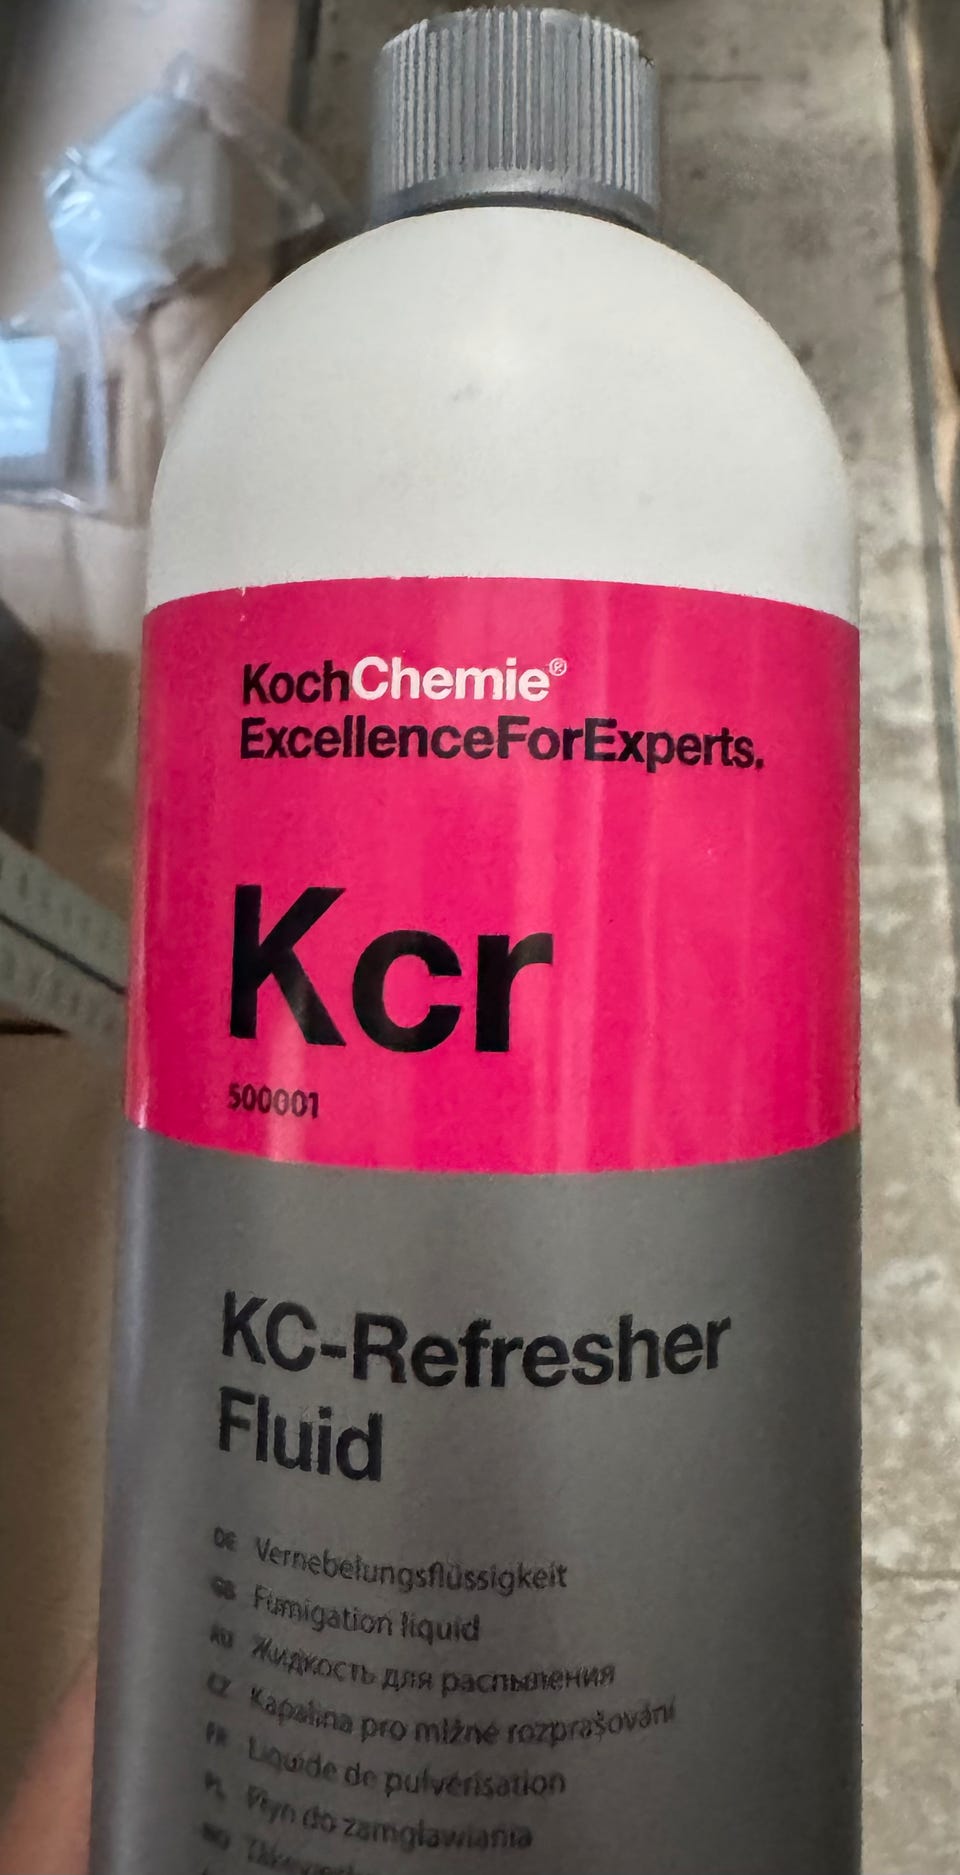 KochChemie®
ExcellenceForExperts.
Kcr
500001
KC-Refresher
Fluid
DE Vernebelungsflüssigkeit
GB Fumigation liquid
RU Жидкость для распыления
CZ Kapalina pro mlžné rozprašování
FR Liquide de pulvérisation
PL Płyn do zamgławiania